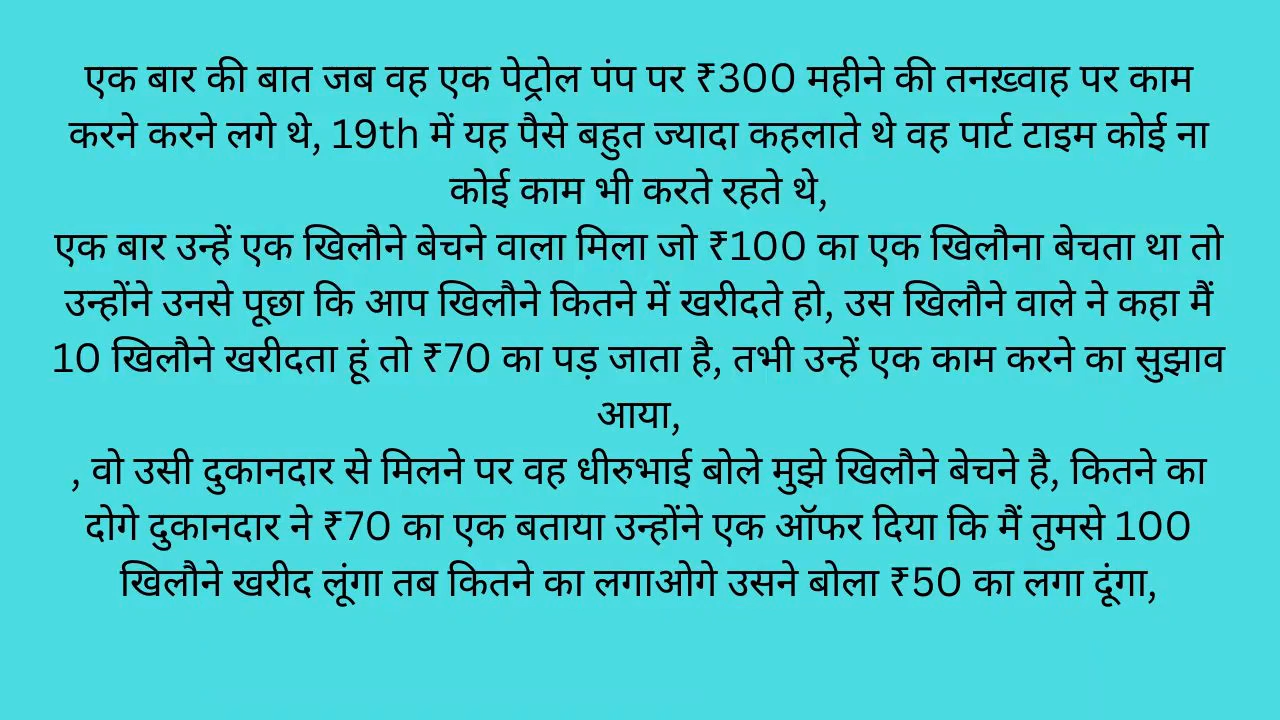 एक बार की बात जब वह एक पेट्रोल पंप पर ₹300 महीने की तनख़्वाह पर काम
करने करने लगे थे, 19th में यह पैसे बहुत ज्यादा कहलाते थे वह पार्ट टाइम कोई ना
कोई काम भी करते रहते थे,
एक बार उन्हें एक खिलौने बेचने वाला मिला जो ₹100 का एक खिलौना बेचता था तो
उन्होंने उनसे पूछा कि आप खिलौने कितने में खरीदते हो, उस खिलौने वाले ने कहा मैं
10 खिलौने खरीदता हूं तो ₹70 का पड़ जाता है, तभी उन्हें एक काम करने का सुझाव
आया,
, वो उसी दुकानदार से मिलने पर वह धीरुभाई बोले मुझे खिलौने बेचने है, कितने का
दोगे दुकानदार ने ₹70 का एक बताया उन्होंने एक ऑफर दिया कि मैं तुमसे 100
खिलौने खरीद लूंगा तब कितने का लगाओगे उसने बोला ₹50 का लगा दूंगा,